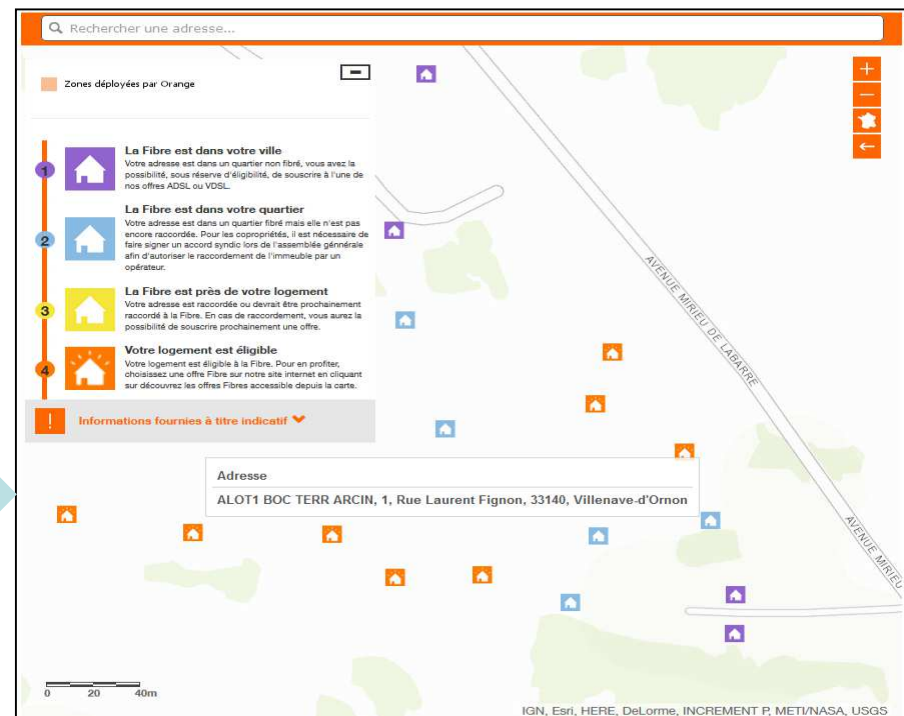 Rechercher une adresse...
Zones déployées par Orange
1
La Fibre est dans votre ville
Votre adresse est dans un quartier non fibré, vous avez la
possibilité, sous réserve d'éligibilité, de souscrire à l'une de
nos offres ADSL ou VDSL.
2
La Fibre est dans votre quartier
Votre adresse est dans un quartier fibré mais elle n'est pas
encore raccordée. Pour les copropriétés, il est nécessaire de
faire signer un accord syndic lors de l'assemblée génnérale
afin d'autoriser le raccordement de l'immeuble par un
opérateur.
3
La Fibre est près de votre logement
Votre adresse est raccordée ou devrait être prochainement
raccordé à la Fibre. En cas de raccordement, vous aurez la
possibilité de souscrire prochainement une offre.
4
Votre logement est éligible
Votre logement est éligible à la Fibre. Pour en profiter,
choisissez une offre Fibre sur notre site internet en cliquant
sur découvrez les offres Fibres accessible depuis la carte.
! Informations fournies à titre indicatif
AVENUE MIRIEU DE LABARRE
Adresse
ALOT1 BOC TERR ARCIN, 1, Rue Laurent Fignon, 33140, Villenave-d'Ornon
AVENUE MIRIEU
0 20 40m
IGN, Esri, HERE, DeLorme, INCREMENT P, METI/NASA, USGS